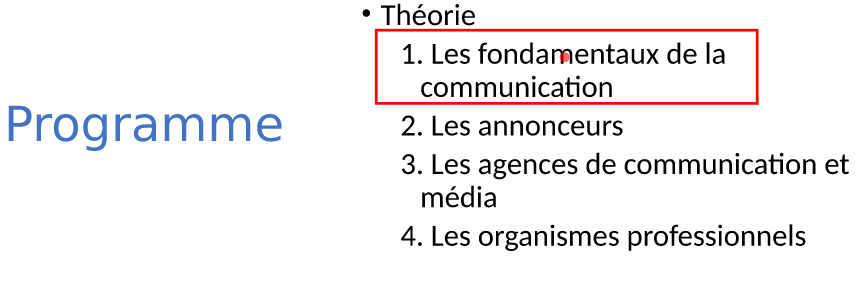 Programme
• Théorie
1. Les fondamentaux de la
communication
2. Les annonceurs
3. Les agences de communication et
média
4. Les organismes professionnels